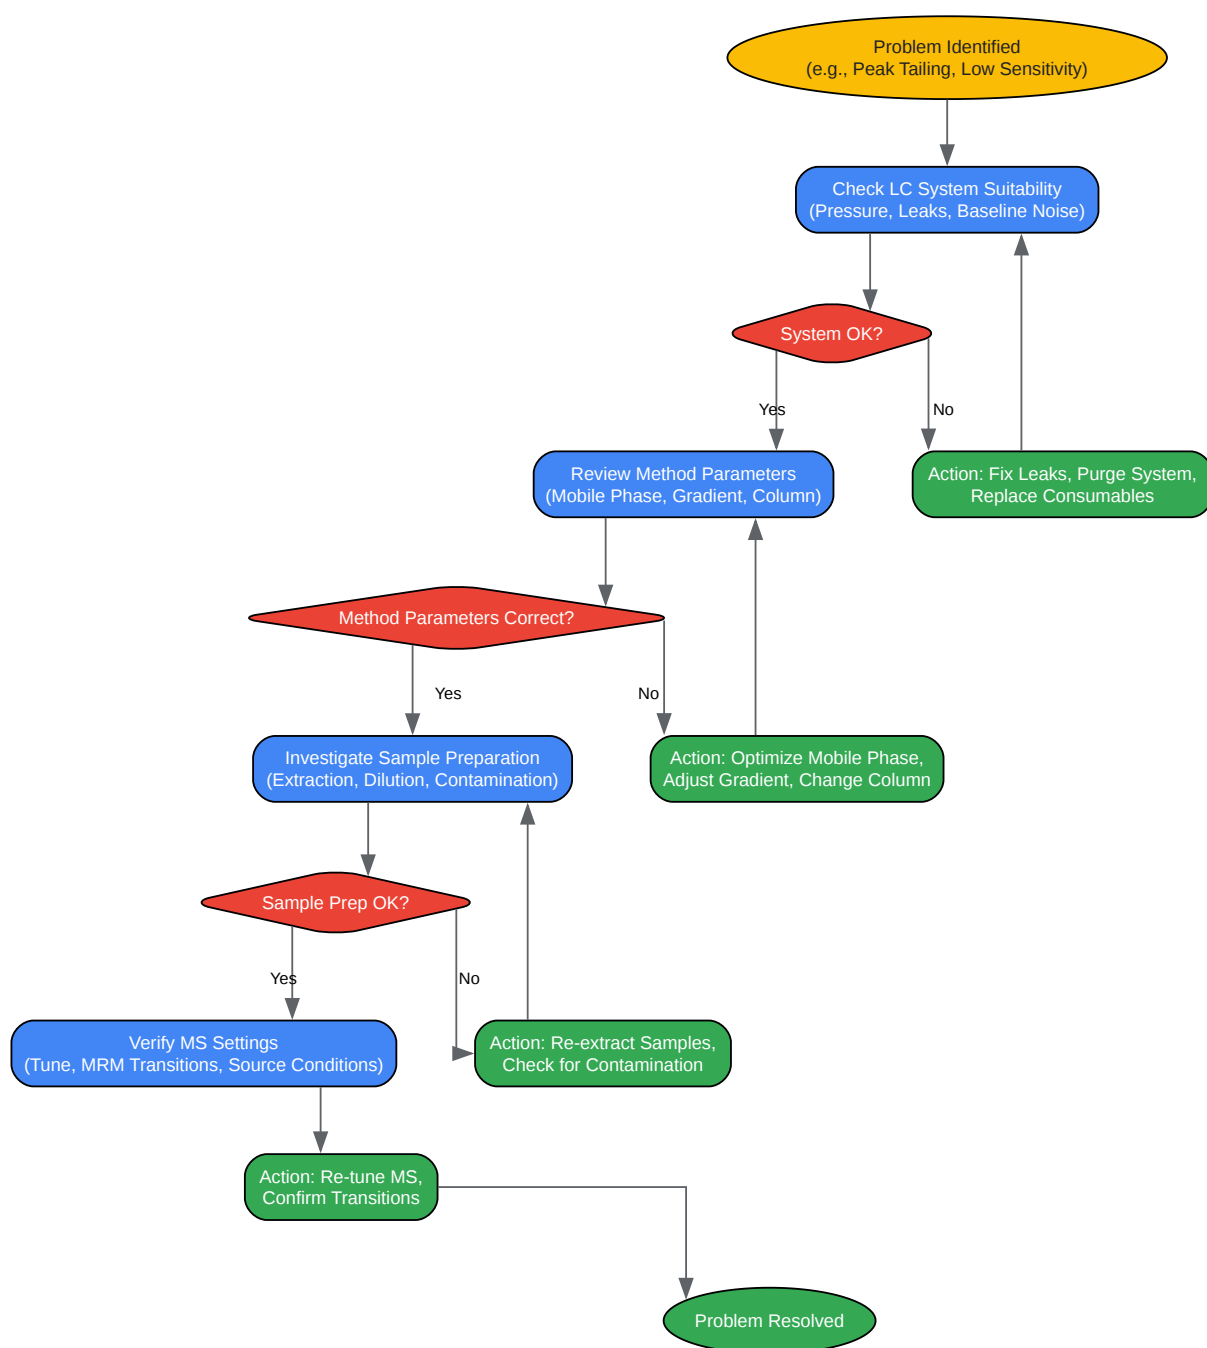 Problem Identified
(e.g., Peak Tailing, Low Sensitivity)
Check LC System Suitability
(Pressure, Leaks, Baseline Noise)
System OK?
Yes
No
Review Method Parameters
(Mobile Phase, Gradient, Column)
Action: Fix Leaks, Purge System,
Replace Consumables
Method Parameters Correct?
Yes
No
Investigate Sample Preparation
(Extraction, Dilution, Contamination)
Action: Optimize Mobile Phase,
Adjust Gradient, Change Column
Sample Prep OK?
Yes
No
Verify MS Settings
(Tune, MRM Transitions, Source Conditions)
Action: Re-extract Samples,
Check for Contamination
Action: Re-tune MS,
Confirm Transitions
Problem Resolved